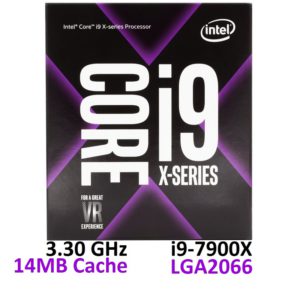 Intel® Core™ i9 X-series Processor
intel®
CORE
i9
X-SERIES
FOR A GREAT
VR
EXPERIENCE
3.30 GHz
i9-7900X
14MB Cache
LGA2066